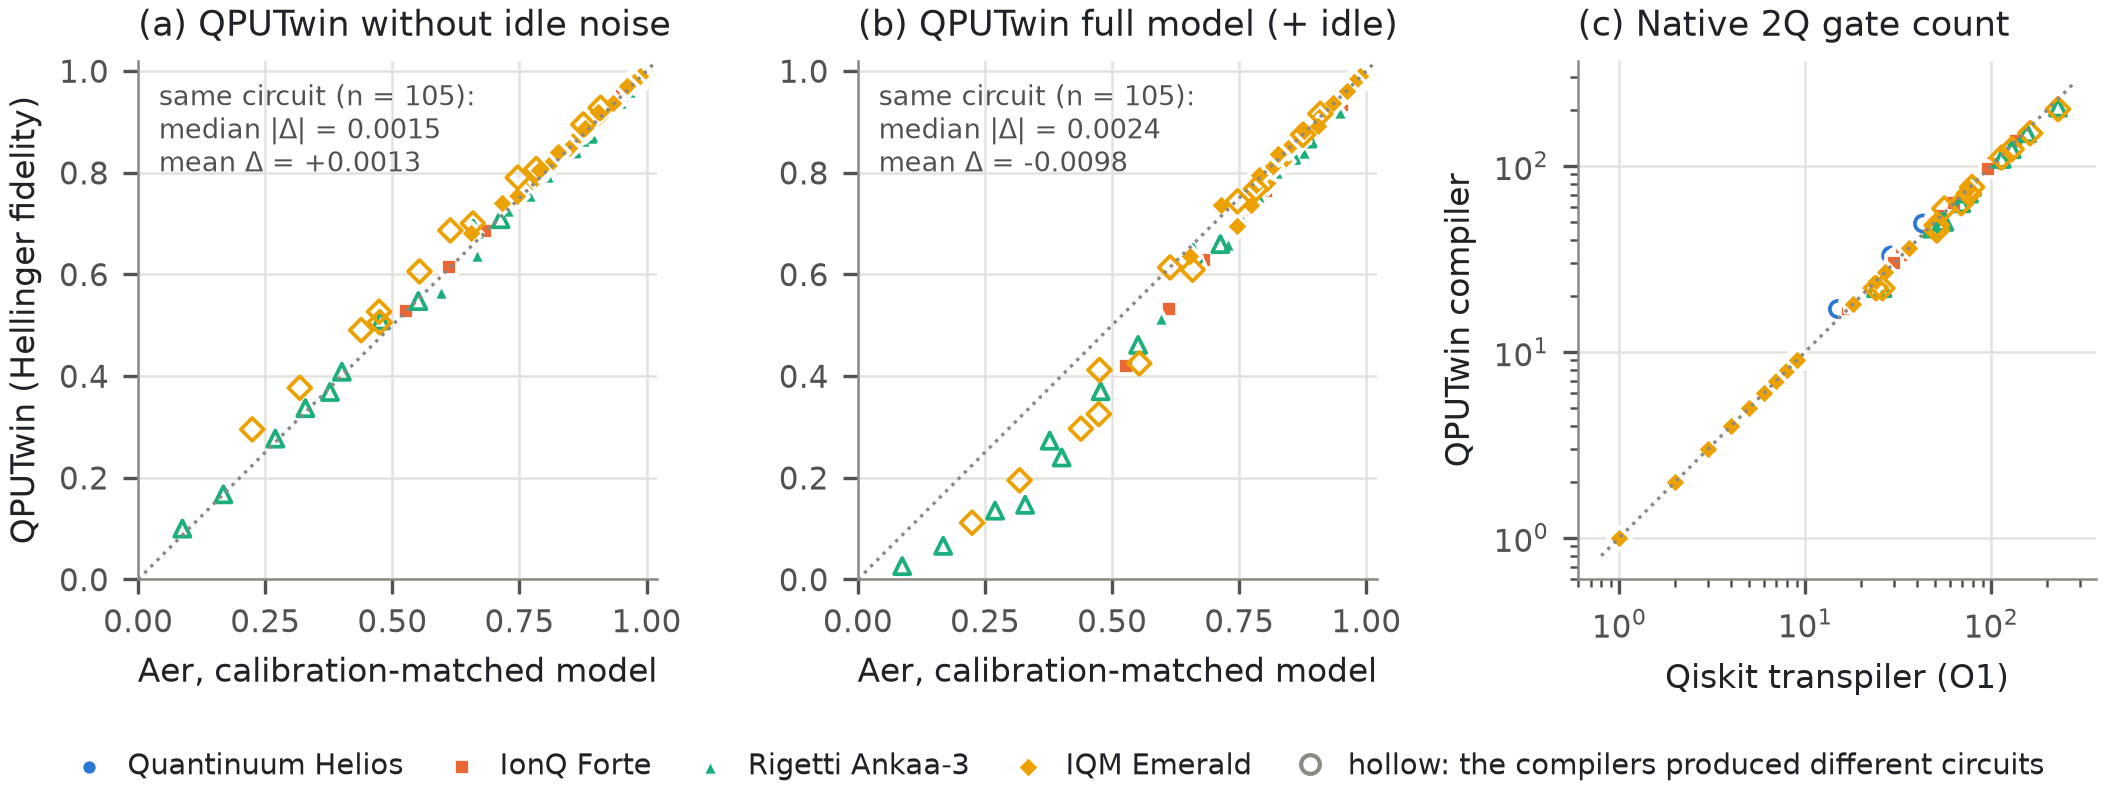 (a) QPUTwin without idle noise
(b) QPUTwin full model (+ idle)
(c) Native 2Q gate count
QPUTwin (Hellinger fidelity)
1.0
0.8
0.6
0.4
0.2
0.0
same circuit (n = 105):
median |Δ| = 0.0015
mean Δ = +0.0013
0.00 0.25 0.50 0.75 1.00
Aer, calibration-matched model
1.0
0.8
0.6
0.4
0.2
0.0
same circuit (n = 105):
median |Δ| = 0.0024
mean Δ = -0.0098
0.00 0.25 0.50 0.75 1.00
Aer, calibration-matched model
QPUTwin compiler
10²
10¹
10⁰
10⁰ 10¹ 10²
Qiskit transpiler (O1)
Quantinuum Helios IonQ Forte Rigetti Ankaa-3 IQM Emerald hollow: the compilers produced different circuits